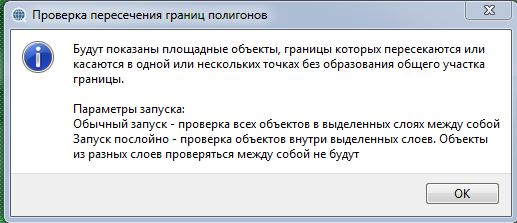 Проверка пересечения границ полигонов
Будут показаны площадные объекты, границы которых пересекаются или
касаются в одной или нескольких точках без образования общего участка
границы.
Параметры запуска:
Обычный запуск - проверка всех объектов в выделенных слоях между собой
Запуск послойно - проверка объектов внутри выделенных слоев. Объекты
из разных слоев проверяться между собой не будут
OK